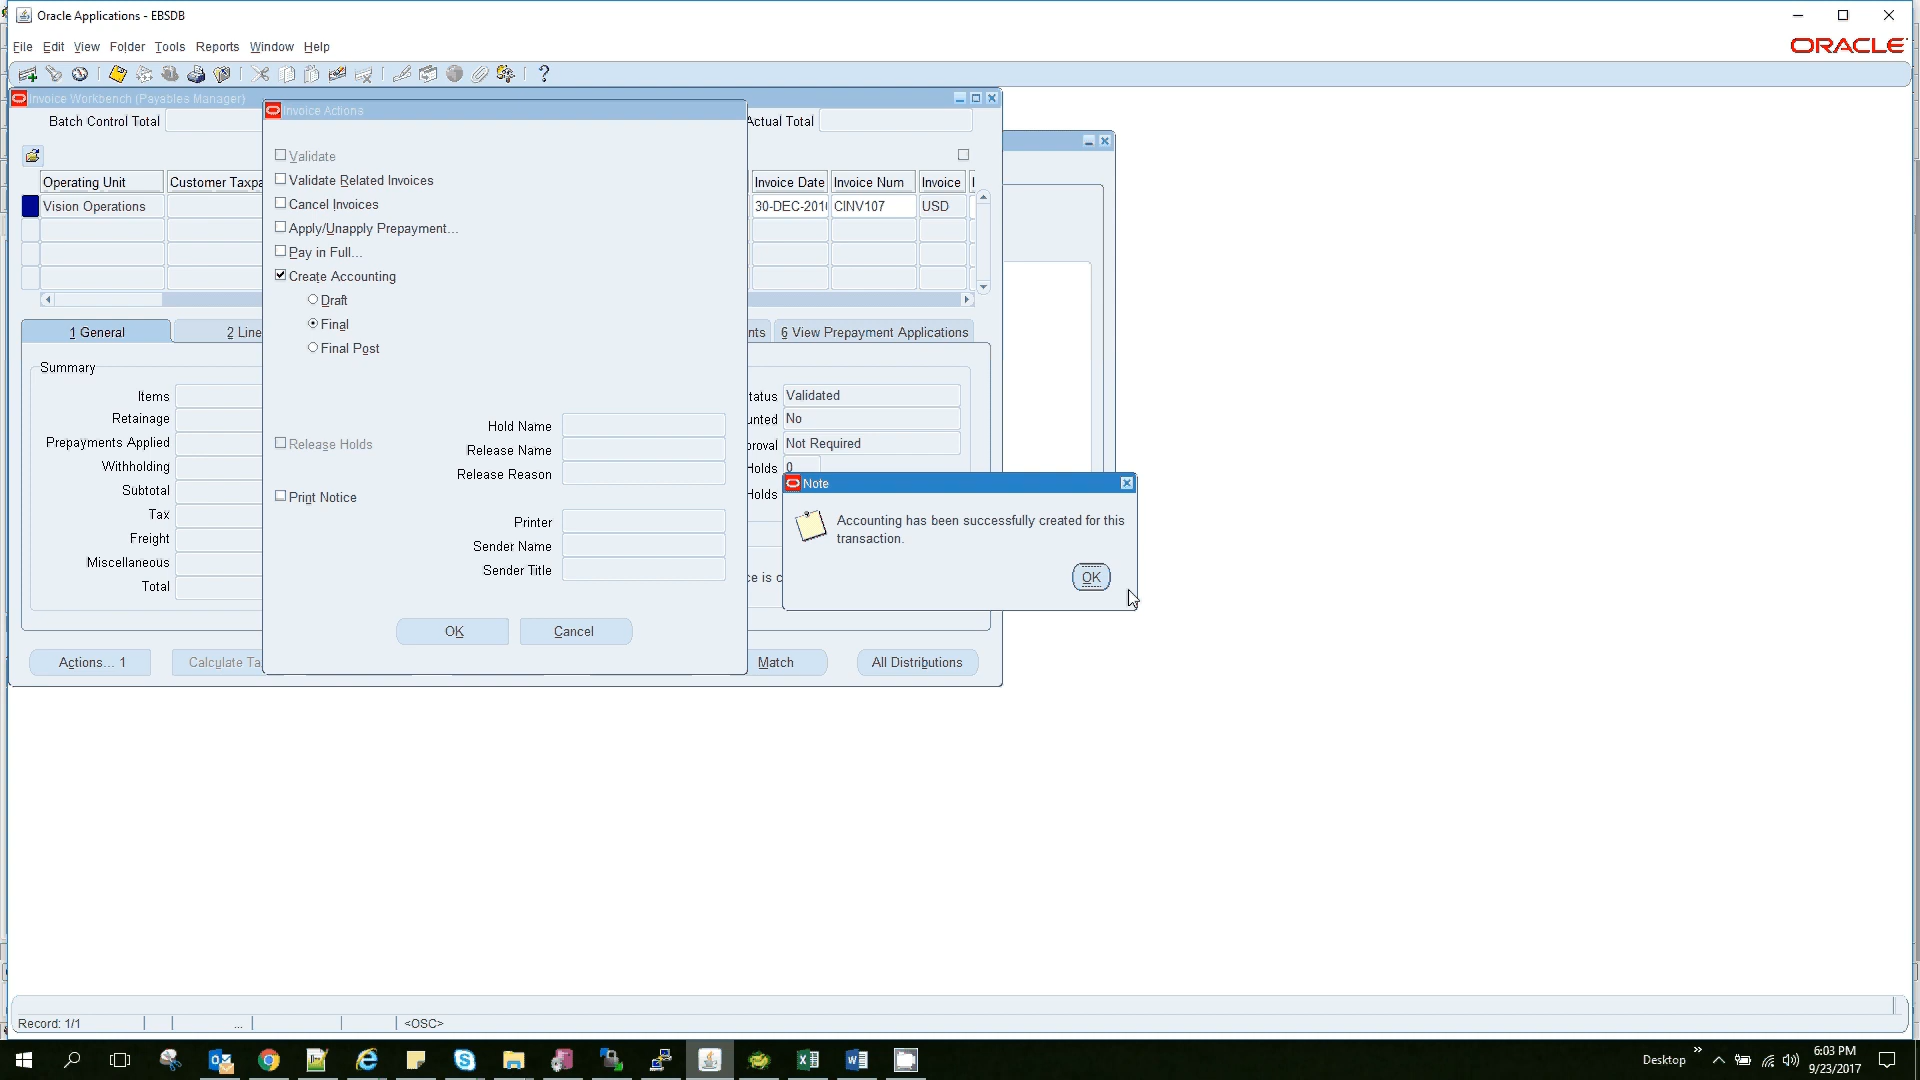 Oracle Applications - EBSDB
File Edit View Folder Tools Reports Window Help
ORACLE
Invoice Workbench (Payables Manager)
Batch Control Total
Actual Total
Operating Unit
Customer Taxpa
Invoice Date
Invoice Num
Invoice
Vision Operations
30-DEC-201
CINV107
USD
1 General
2 Line
nts
6 View Prepayment Applications
Summary
Items
Retainage
Prepayments Applied
Withholding
Subtotal
Tax
Freight
Miscellaneous
Total
tatus
Validated
unted
No
proval
Not Required
Holds
0
Holds
ce is c
Actions... 1
Calculate Ta
Match
All Distributions
Invoice Actions
Validate
Validate Related Invoices
Cancel Invoices
Apply/Unapply Prepayment...
Pay in Full...
Create Accounting
Draft
Final
Final Post
Release Holds
Hold Name
Release Name
Release Reason
Print Notice
Printer
Sender Name
Sender Title
OK
Cancel
Note
Accounting has been successfully created for this
transaction.
OK
Record: 1/1
...
<OSC>
Desktop
6:03 PM
9/23/2017